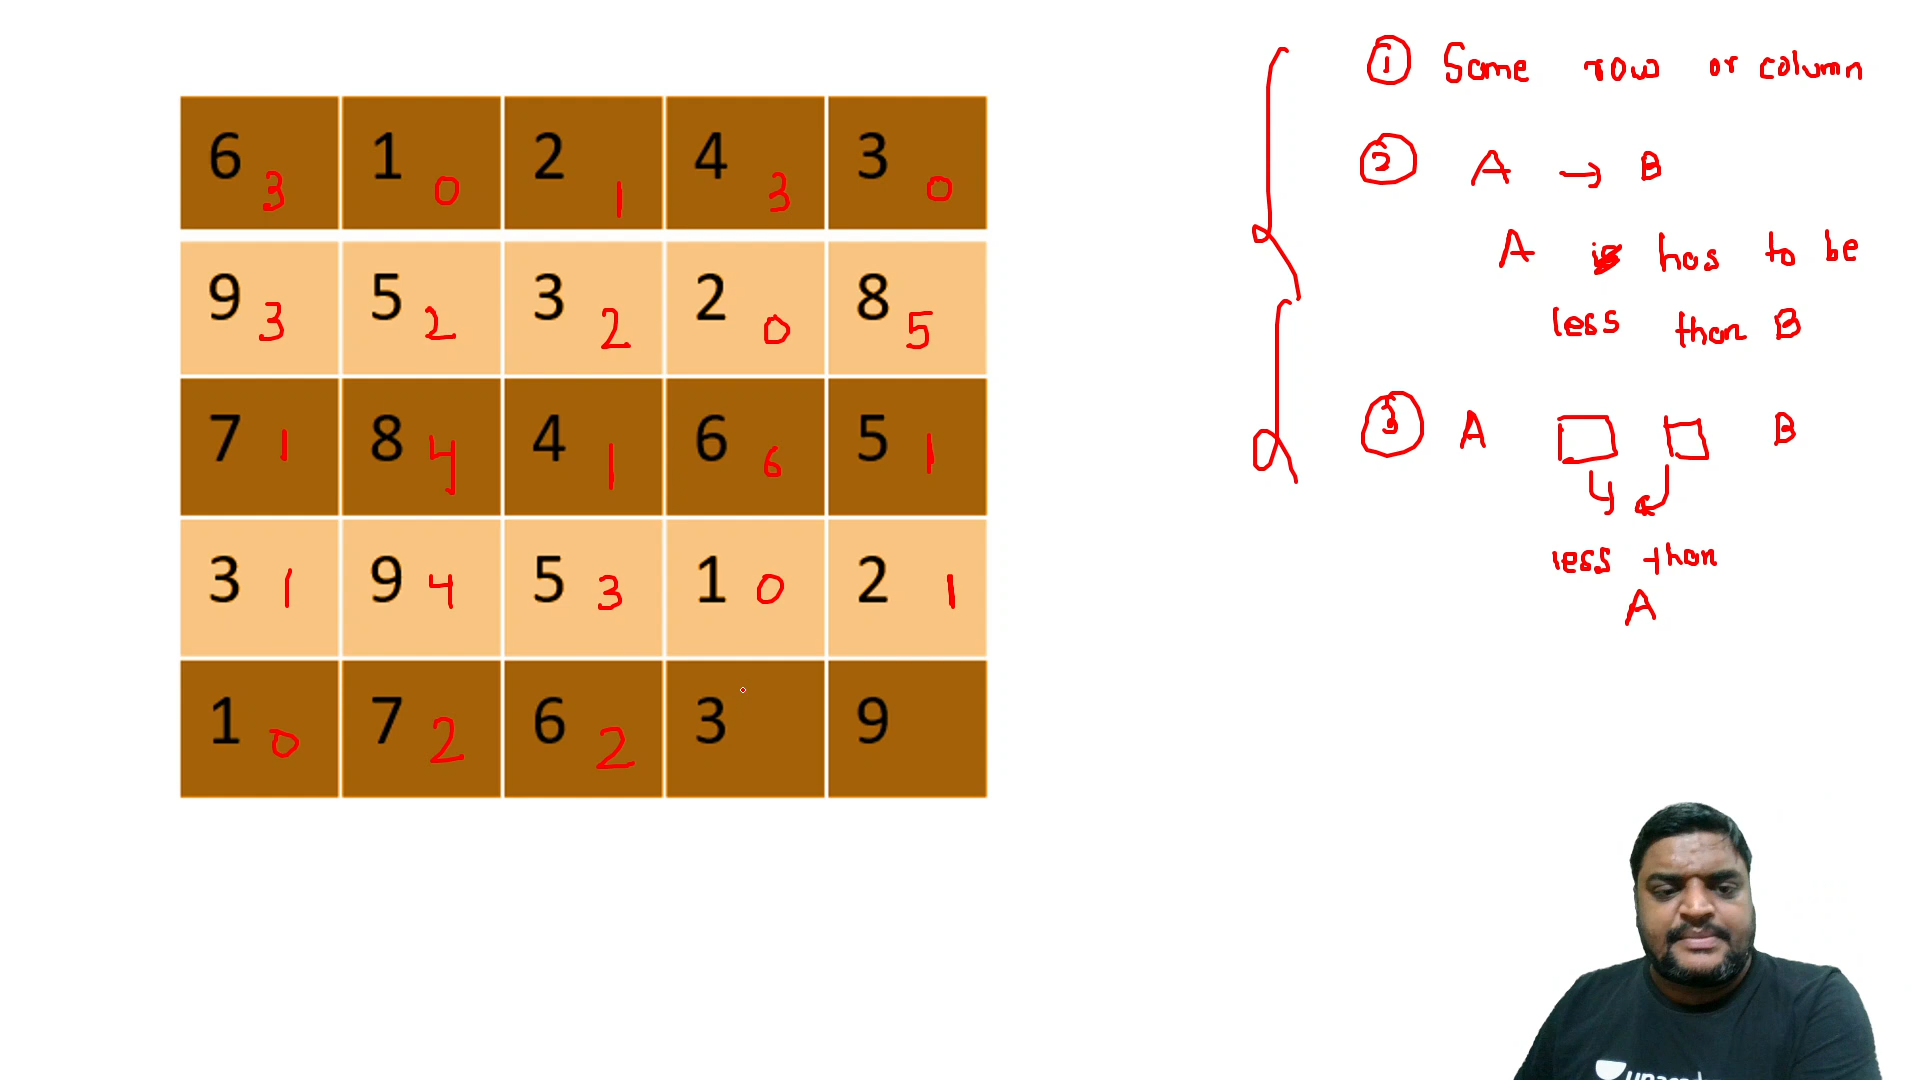 6 3 1 0 2 1 4 3 3 0
9 3 5 2 3 2 2 0 8 5
7 1 8 4 4 1 6 6 5 1
3 1 9 4 5 3 1 0 2 1
1 0 7 2 6 2 3 9
1 Same row or column
2 A → B
A has to be
less than B
3 A B
less than
A